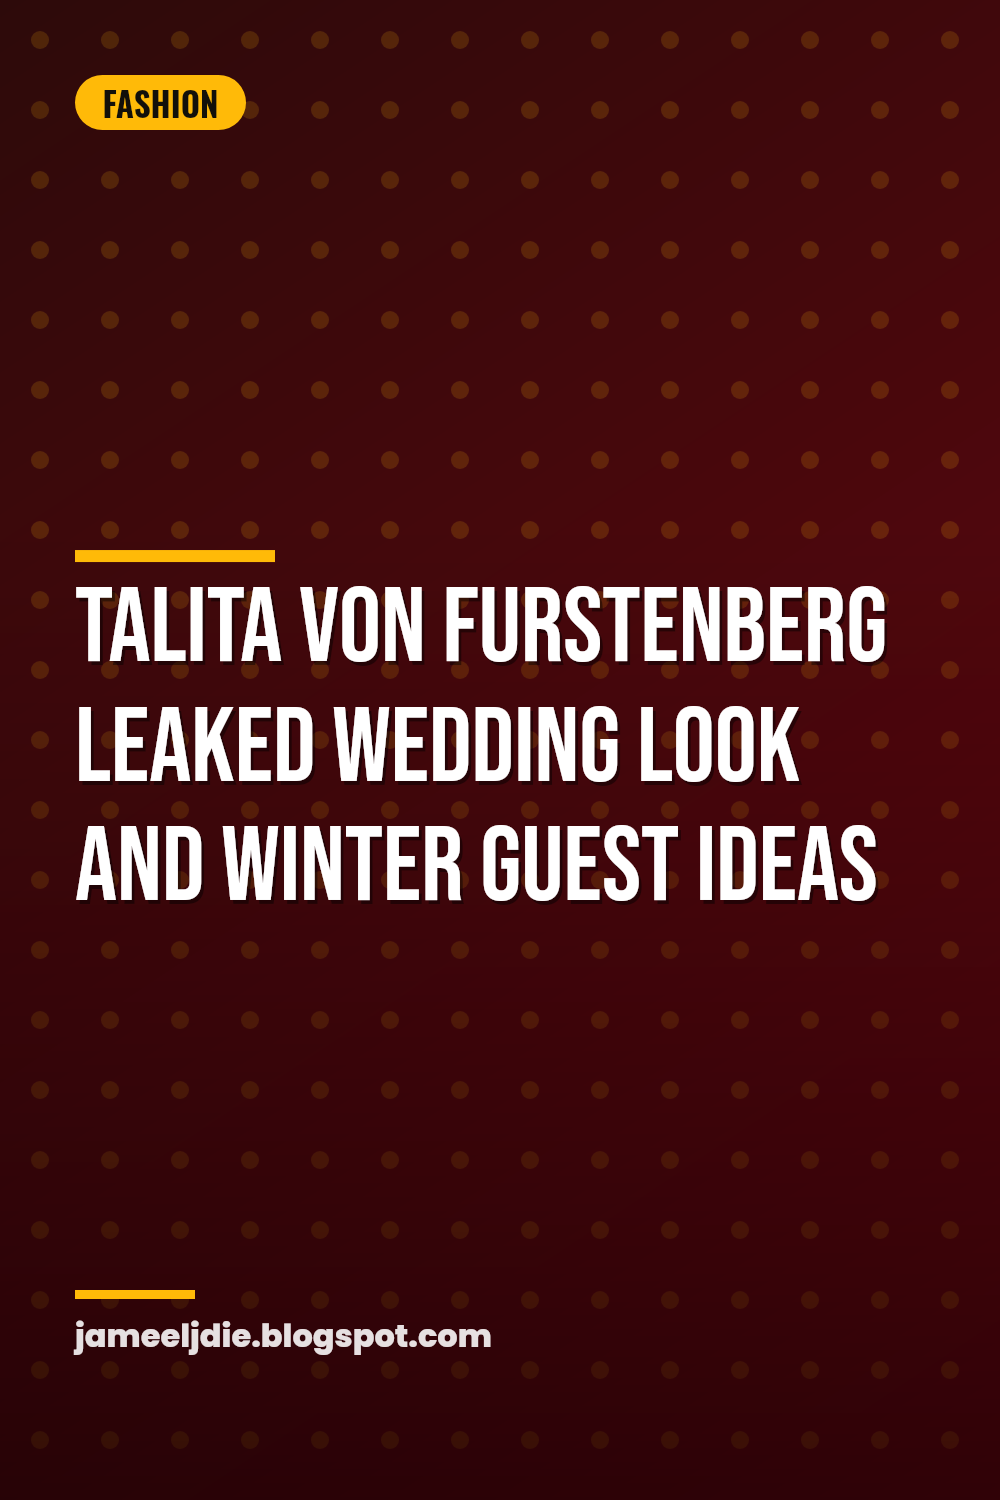 FASHION
TALITA VON FURSTENBERG
LEAKED WEDDING LOOK
AND WINTER GUEST IDEAS
jameeljdie.blogspot.com